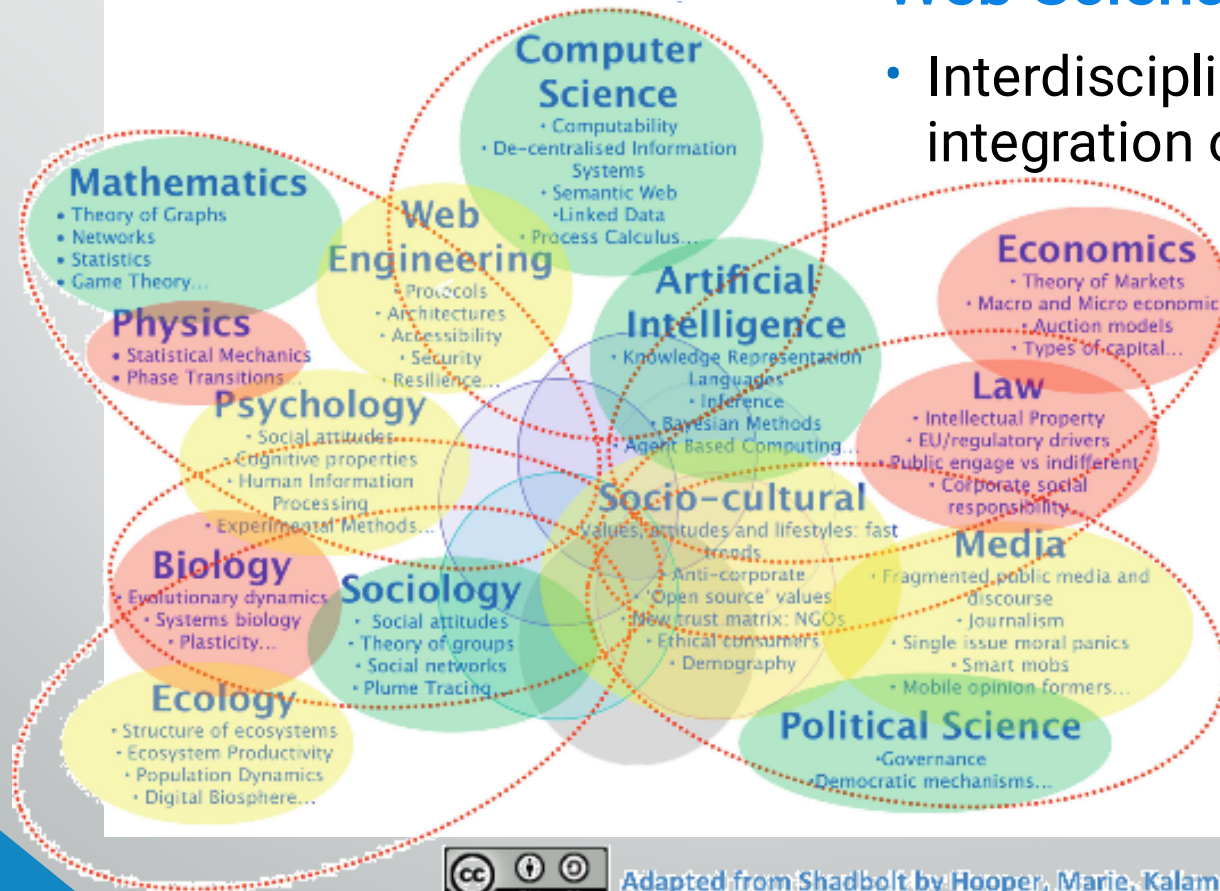 • Interdiscipli
integration
Computer
Science
• Computability
• De-centralised Information
Systems
• Semantic Web
•Linked Data
• Process Calculus...
Mathematics
• Theory of Graphs
• Networks
• Statistics
• Game Theory...
Web
Engineering
• Protocols
• Architectures
• Accessibility
• Security
• Resilience...
Artificial
Intelligence
• Knowledge Representation
Languages
• Inference
• Bayesian Methods
• Agent Based Computing...
Economics
• Theory of Markets
• Macro and Micro economic
• Auction models
• Types of capital...
Physics
• Statistical Mechanics
• Phase Transitions...
Law
• Intellectual Property
• EU/regulatory drivers
•Public engage vs indifferent
• Corporate social
responsibility...
Psychology
• Social attitudes
• Cognitive properties
• Human Information
Processing
• Experimental Methods...
Socio-cultural
Values, attitudes and lifestyles: fast
trends
• Anti-corporate
• 'Open source' values
• New trust matrix: NGOs
• Ethical consumers
• Demography
Media
• Fragmented public media and
discourse
• Journalism
• Single issue moral panics
• Smart mobs
• Mobile opinion formers...
Biology
• Evolutionary dynamics
• Systems biology
• Plasticity...
Sociology
• Social attitudes
• Theory of groups
• Social networks
• Plume Tracing...
Ecology
• Structure of ecosystems
• Ecosystem Productivity
• Population Dynamics
• Digital Biosphere...
Political Science
•Governance
•Democratic mechanisms...
cc
Adapted from Shadbolt by Hooper, Marie, Kalam